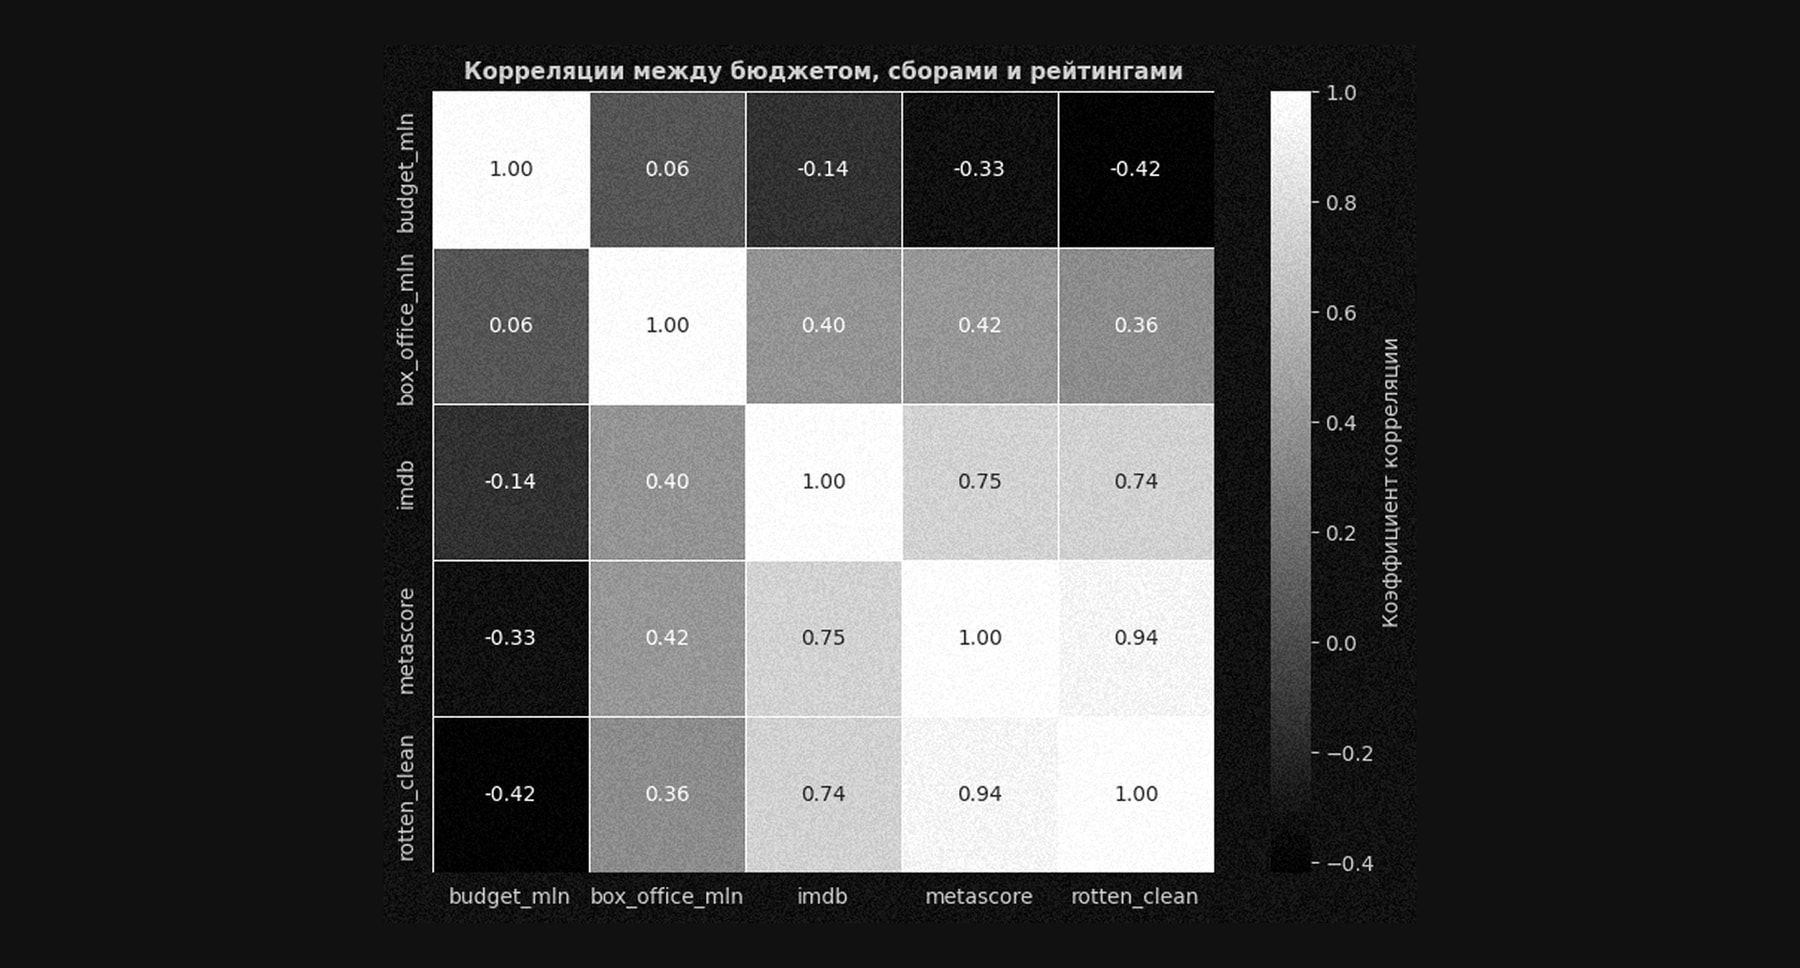 Корреляции между бюджетом, сборами и рейтингами
budget_mln
1.00 0.06 -0.14 -0.33 -0.42
box_office_mln
0.06 1.00 0.40 0.42 0.36
imdb
-0.14 0.40 1.00 0.75 0.74
metascore
-0.33 0.42 0.75 1.00 0.94
rotten_clean
-0.42 0.36 0.74 0.94 1.00
budget_mln box_office_mln imdb metascore rotten_clean
1.0
0.8
0.6
0.4
0.2
0.0
−0.2
−0.4
Коэффициент корреляции